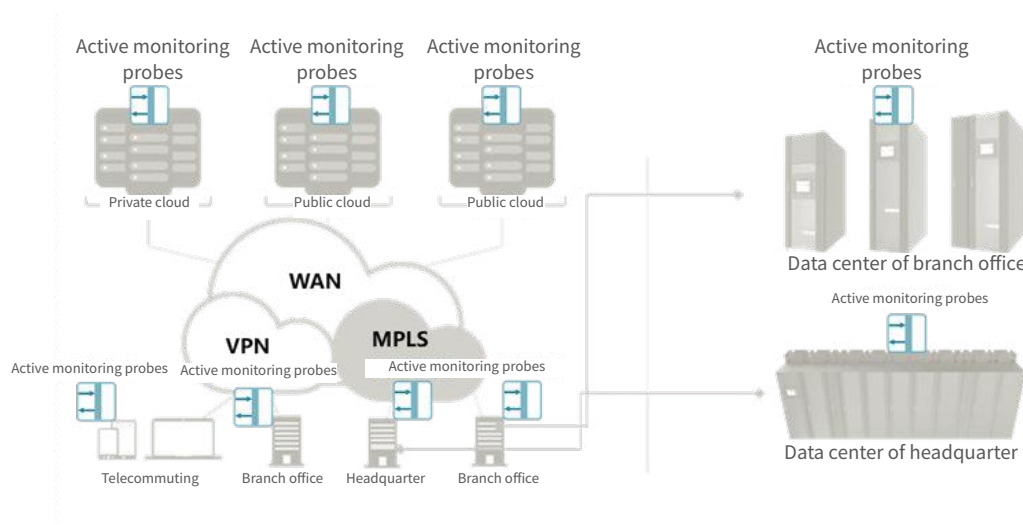 Active monitoring
probes
Active monitoring
probes
Active monitoring
probes
Active monitoring
probes
Private cloud
Public cloud
Public cloud
WAN
VPN
MPLS
Data center of branch office
Active monitoring probes
Active monitoring probes
Active monitoring probes
Active monitoring probes
Telecommuting
Branch office
Headquarter
Branch office
Data center of headquarter